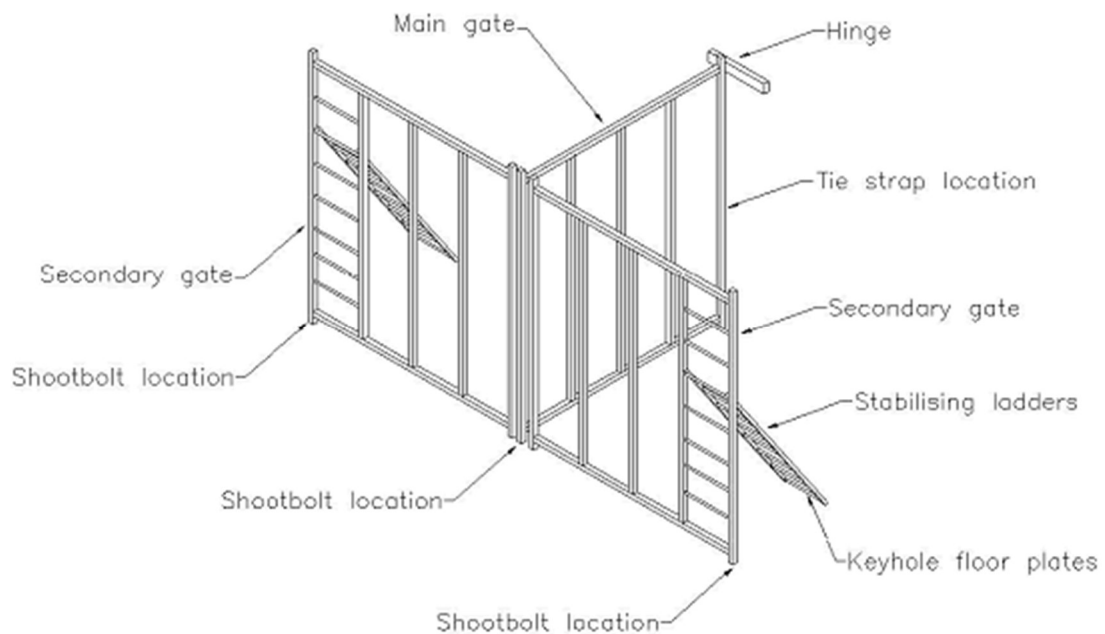 Main gate
Hinge
Tie strap location
Secondary gate
Secondary gate
Shootbolt location
Stabilising ladders
Shootbolt location
Keyhole floor plates
Shootbolt location